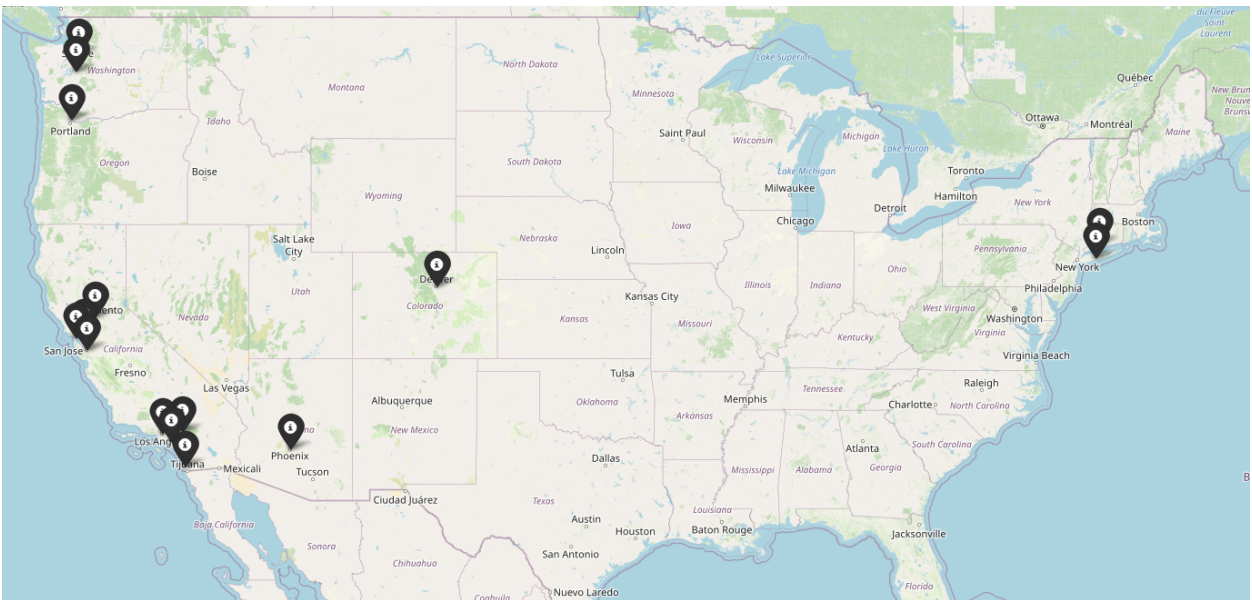 du Fleuve
Saint-
Laurent
Washington
North Dakota
Lake Superior
Québec
Montana
Minnesota
New Brun
Nouve
Portland
Idaho
Saint Paul
Wisconsin
Michigan
Ottawa
Montréal
Maine
Oregon
Boise
South Dakota
Lake Huron
Lake Michigan
Toronto
Wyoming
Milwaukee
Hamilton
Detroit
New York
Chicago
Boston
Salt Lake
City
Nebraska
Iowa
Lincoln
Pennsylvania
New York
Utah
Colorado
Ohio
Illinois
Indiana
Philadelphia
Kansas City
Nevada
Kansas
Missouri
West Virginia
Washington
Virginia
Kentucky
San Jose
California
Virginia Beach
Fresno
Las Vegas
Tulsa
Raleigh
Albuquerque
Oklahoma
Memphis
Tennessee
Charlotte
North Carolina
Arkansas
New Mexico
Los Ang
Phoenix
Atlanta
South Carolina
Dallas
Mississippi
Alabama
Georgia
Mexicali
Tucson
Ciudad Juárez
Texas
Louisiana
Baja California
Austin
Houston
Baton Rouge
Jacksonville
Sonora
San Antonio
Chihuahua
Florida
Nuevo Laredo
Coahuila